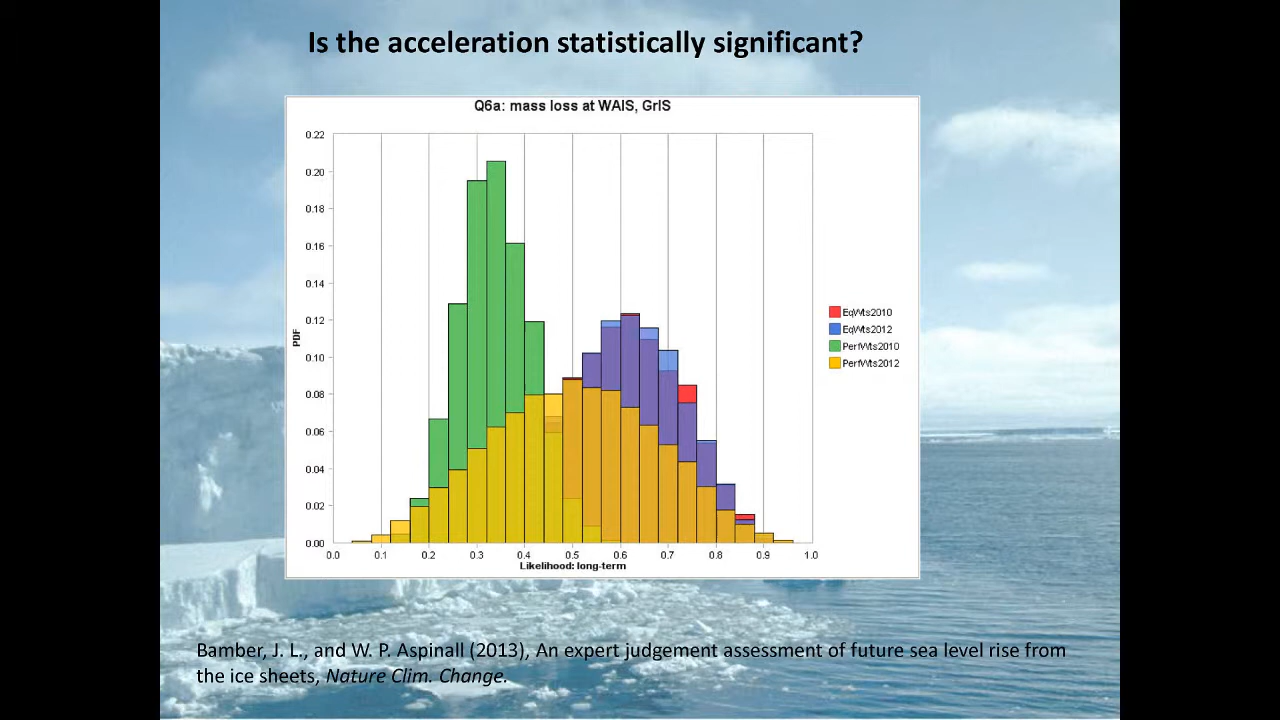 Is the acceleration statistically significant?
Q6a: mass loss at WAIS, GrIS
0.22
0.20
0.18
0.16
0.14
0.12
0.10
0.08
0.06
0.04
0.02
0.00
PDF
0.0 0.1 0.2 0.3 0.4 0.5 0.6 0.7 0.8 0.9 1.0
Likelihood: long-term
EqWts2010
EqWts2012
PerfWts2010
PerfWts2012
Bamber, J. L., and W. P. Aspinall (2013), An expert judgement assessment of future sea level rise from
the ice sheets, Nature Clim. Change.